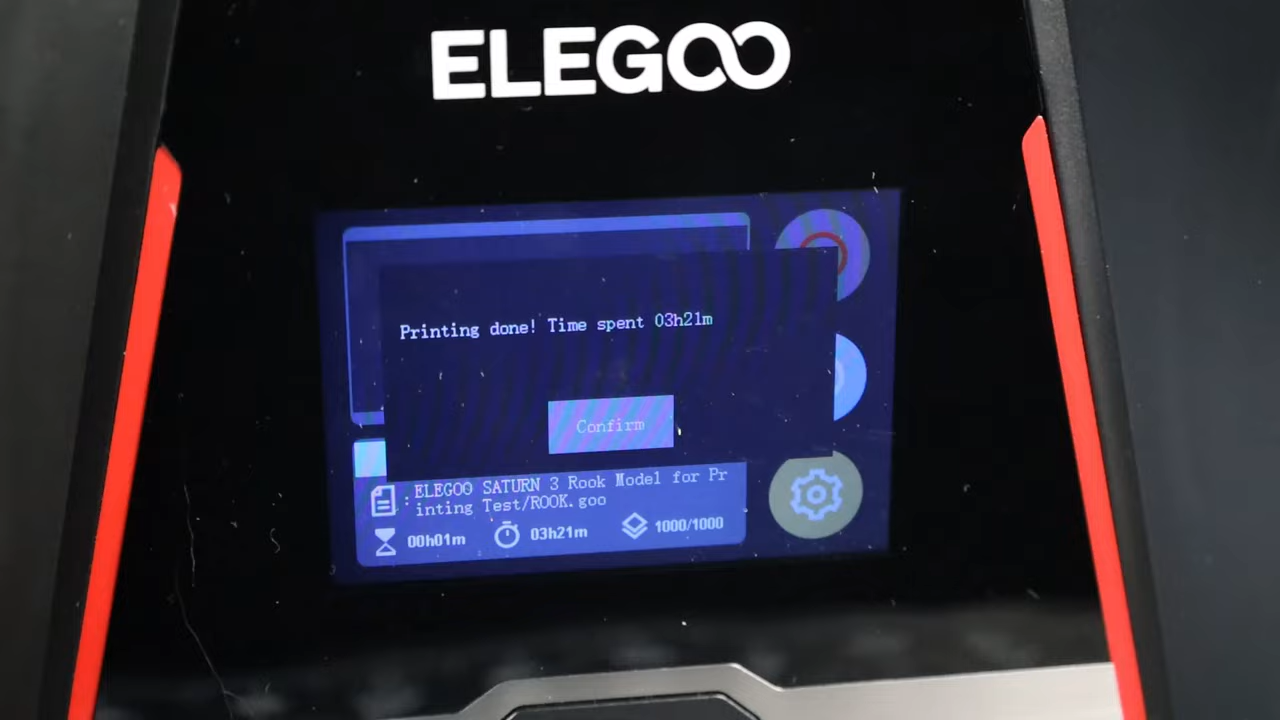 ELEGOO
Printing done! Time spent 03h21m
Confirm
: ELEGOO SATURN 3 Rook Model for Pr
inting Test/ROOK.goo
00h01m 03h21m 1000/1000